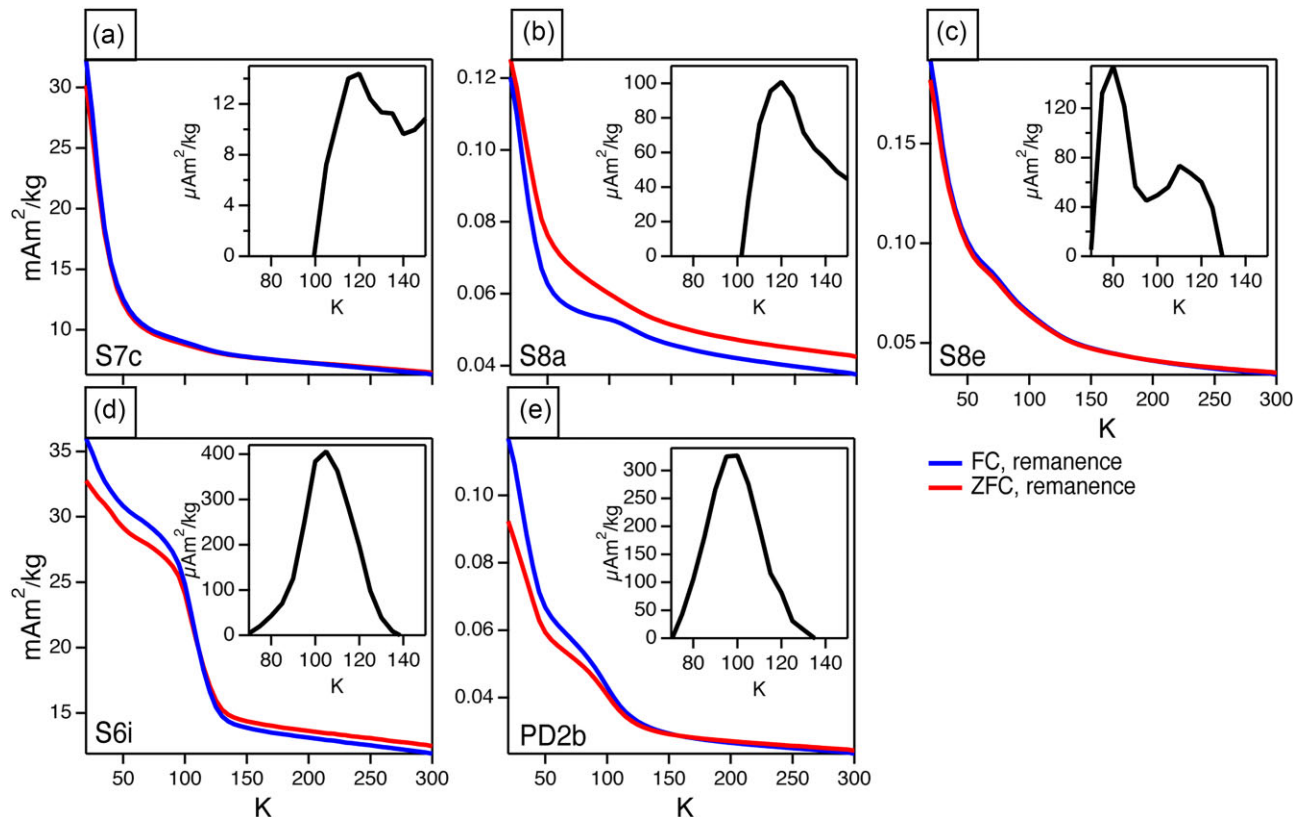 (a)
30
25
20
15
10
mAm²/kg
S7c
12
8
4
0
µAm²/kg
80 100 120 140
K
(b)
0.12
0.10
0.08
0.06
0.04
S8a
100
80
60
40
20
0
µAm²/kg
80 100 120 140
K
(c)
0.15
0.10
0.05
S8e
120
80
40
0
µAm²/kg
80 100 120 140
K
50 100 150 200 250 300
K
(d)
35
30
25
20
15
mAm²/kg
S6i
400
300
200
100
0
µAm²/kg
80 100 120 140
K
50 100 150 200 250 300
K
(e)
0.10
0.08
0.06
0.04
PD2b
300
250
200
150
100
50
0
µAm²/kg
80 100 120 140
K
50 100 150 200 250 300
K
FC, remanence
ZFC, remanence